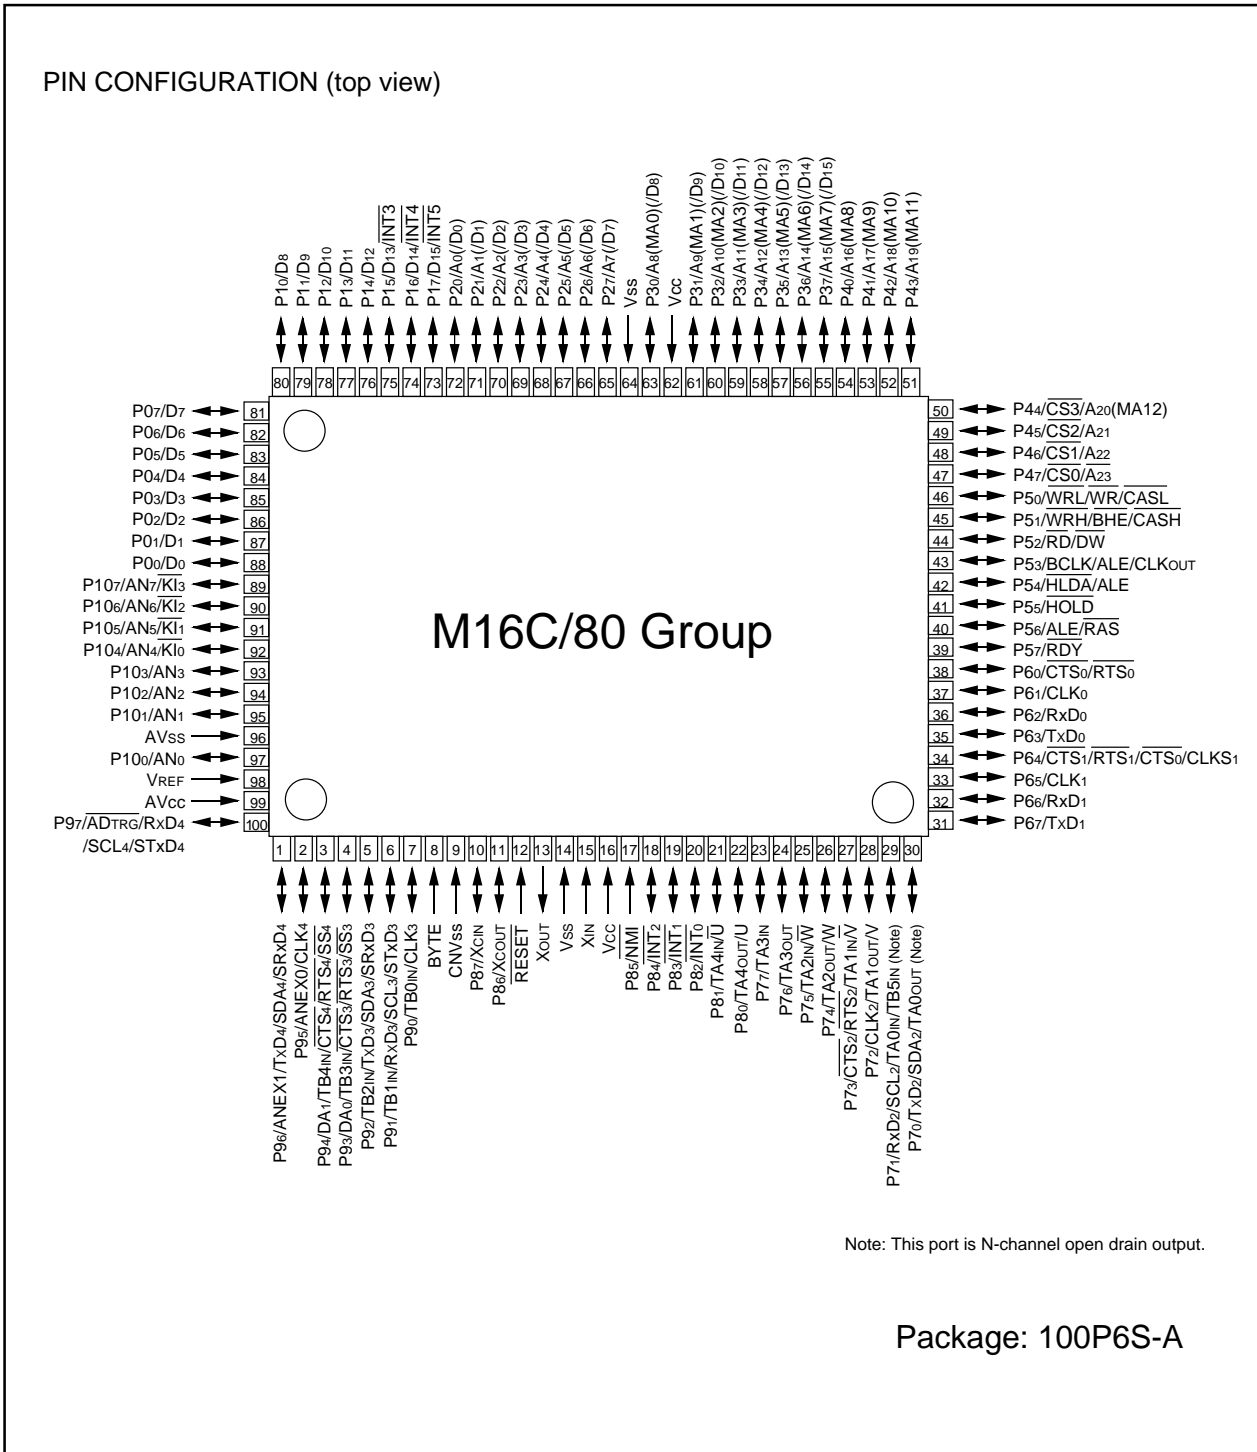 PIN CONFIGURATION (top view)
P10/D8
P11/D9
P12/D10
P13/D11
P14/D12
P15/D13/INT3
P16/D14/INT4
P17/D15/INT5
P20/A0(/D0)
P21/A1(/D1)
P22/A2(/D2)
P23/A3(/D3)
P24/A4(/D4)
P25/A5(/D5)
P26/A6(/D6)
P27/A7(/D7)
Vss
P30/A8(MA0)(/D8)
Vcc
P31/A9(MA1)(/D9)
P32/A10(MA2)(/D10)
P33/A11(MA3)(/D11)
P34/A12(MA4)(/D12)
P35/A13(MA5)(/D13)
P36/A14(MA6)(/D14)
P37/A15(MA7)(/D15)
P40/A16(MA8)
P41/A17(MA9)
P42/A18(MA10)
P43/A19(MA11)
80 79 78 77 76 75 74 73 72 71 70 69 68 67 66 65 64 63 62 61 60 59 58 57 56 55 54 53 52 51
P07/D7 81
P06/D6 82
P05/D5 83
P04/D4 84
P03/D3 85
P02/D2 86
P01/D1 87
P00/D0 88
P107/AN7/KI3 89
P106/AN6/KI2 90
P105/AN5/KI1 91
P104/AN4/KI0 92
P103/AN3 93
P102/AN2 94
P101/AN1 95
AVss 96
P100/AN0 97
VREF 98
AVcc 99
P97/ADTRG/RxD4 100
/SCL4/STxD4
M16C/80 Group
50 P44/CS3/A20(MA12)
49 P45/CS2/A21
48 P46/CS1/A22
47 P47/CS0/A23
46 P50/WRL/WR/CASL
45 P51/WRH/BHE/CASH
44 P52/RD/DW
43 P53/BCLK/ALE/CLKOUT
42 P54/HLDA/ALE
41 P55/HOLD
40 P56/ALE/RAS
39 P57/RDY
38 P60/CTS0/RTS0
37 P61/CLK0
36 P62/RxD0
35 P63/TxD0
34 P64/CTS1/RTS1/CTS0/CLKS1
33 P65/CLK1
32 P66/RxD1
31 P67/TxD1
1 2 3 4 5 6 7 8 9 10 11 12 13 14 15 16 17 18 19 20 21 22 23 24 25 26 27 28 29 30
P96/ANEX1/TxD4/SDA4/SRxD4
P95/ANEX0/CLK4
P94/DA1/TB4IN/CTS4/RTS4/SS4
P93/DA0/TB3IN/CTS3/RTS3/SS3
P92/TB2IN/TxD3/SDA3/SRxD3
P91/TB1IN/RxD3/SCL3/STxD3
P90/TB0IN/CLK3
BYTE
CNVss
P87/XCIN
P86/XCOUT
RESET
XOUT
Vss
XIN
Vcc
P85/NMI
P84/INT2
P83/INT1
P82/INT0
P81/TA4IN/U
P80/TA4OUT/U
P77/TA3IN
P76/TA3OUT
P75/TA2IN/W
P74/TA2OUT/W
P73/CTS2/RTS2/TA1IN/V
P72/CLK2/TA1OUT/V
P71/RxD2/SCL2/TA0IN/TB5IN (Note)
P70/TxD2/SDA2/TA0OUT (Note)
Note: This port is N-channel open drain output.
Package: 100P6S-A